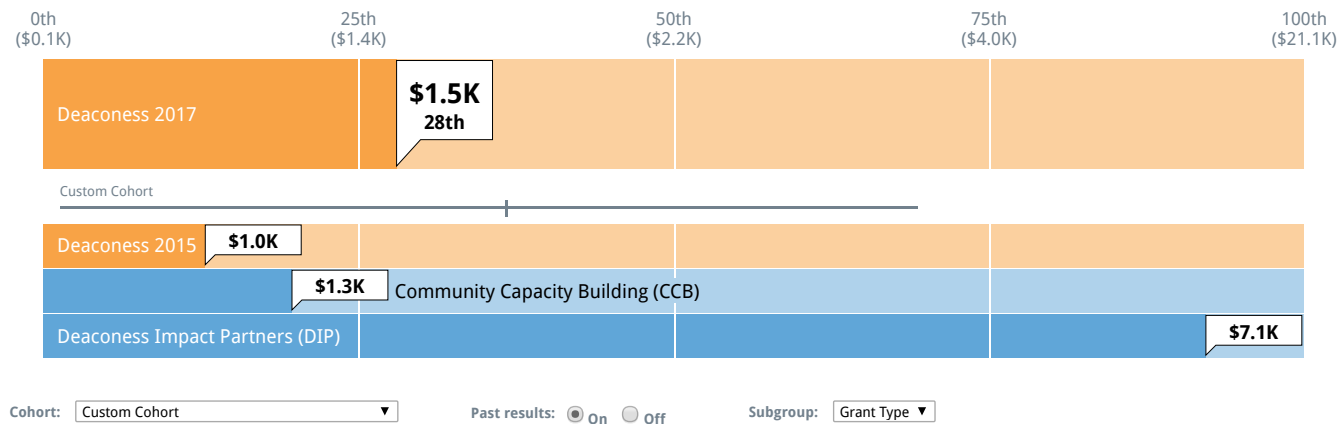 0th 25th 50th 75th 100th
($0.1K) ($1.4K) ($2.2K) ($4.0K) ($21.1K)
Deaconess 2017
$1.5K
28th
Custom Cohort
Deaconess 2015 $1.0K
$1.3K Community Capacity Building (CCB)
Deaconess Impact Partners (DIP) $7.1K
Cohort: Custom Cohort Past results: On Off Subgroup: Grant Type